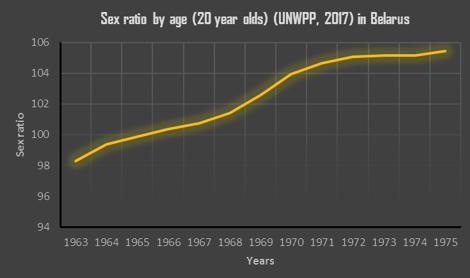 Sex ratio by age (20 year olds) (UNWPP, 2017) in Belarus
106
104
102
100
98
96
94
Sex ratio
1963 1964 1965 1966 1967 1968 1969 1970 1971 1972 1973 1974 1975
Years